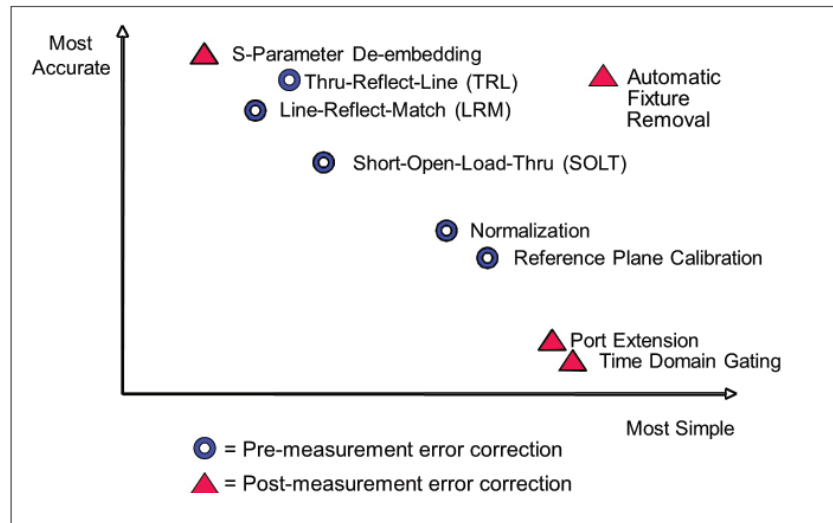 Most
Accurate
S-Parameter De-embedding
Thru-Reflect-Line (TRL)
Line-Reflect-Match (LRM)
Automatic
Fixture
Removal
Short-Open-Load-Thru (SOLT)
Normalization
Reference Plane Calibration
Port Extension
Time Domain Gating
Most Simple
= Pre-measurement error correction
= Post-measurement error correction